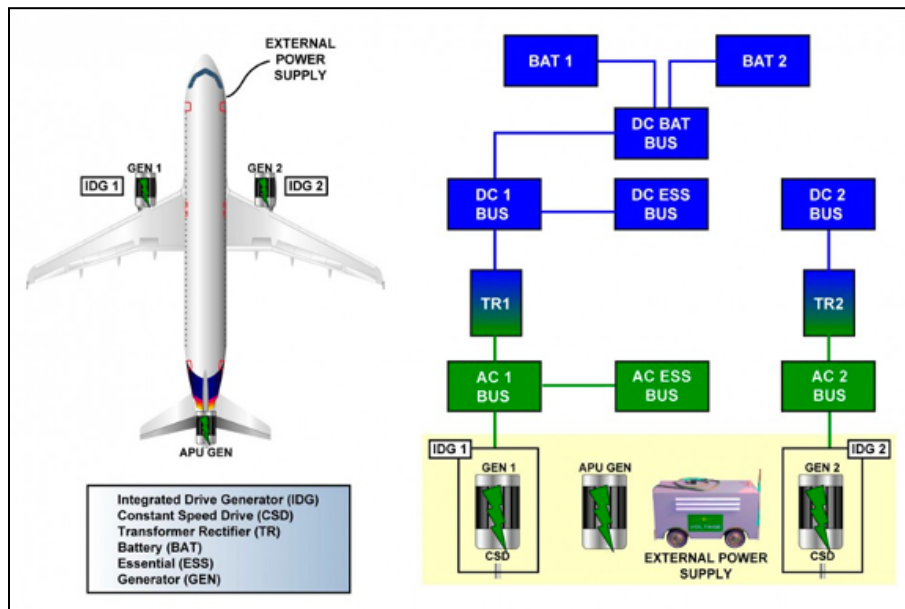 EXTERNAL
POWER
SUPPLY
GEN 1
GEN 2
IDG 1
IDG 2
APU GEN
Integrated Drive Generator (IDG)
Constant Speed Drive (CSD)
Transformer Rectifier (TR)
Battery (BAT)
Essential (ESS)
Generator (GEN)
BAT 1
BAT 2
DC BAT
BUS
DC 1
BUS
DC ESS
BUS
DC 2
BUS
TR1
TR2
AC 1
BUS
AC ESS
BUS
AC 2
BUS
IDG 1
GEN 1
CSD
APU GEN
EXTERNAL POWER
SUPPLY
IDG 2
GEN 2
CSD